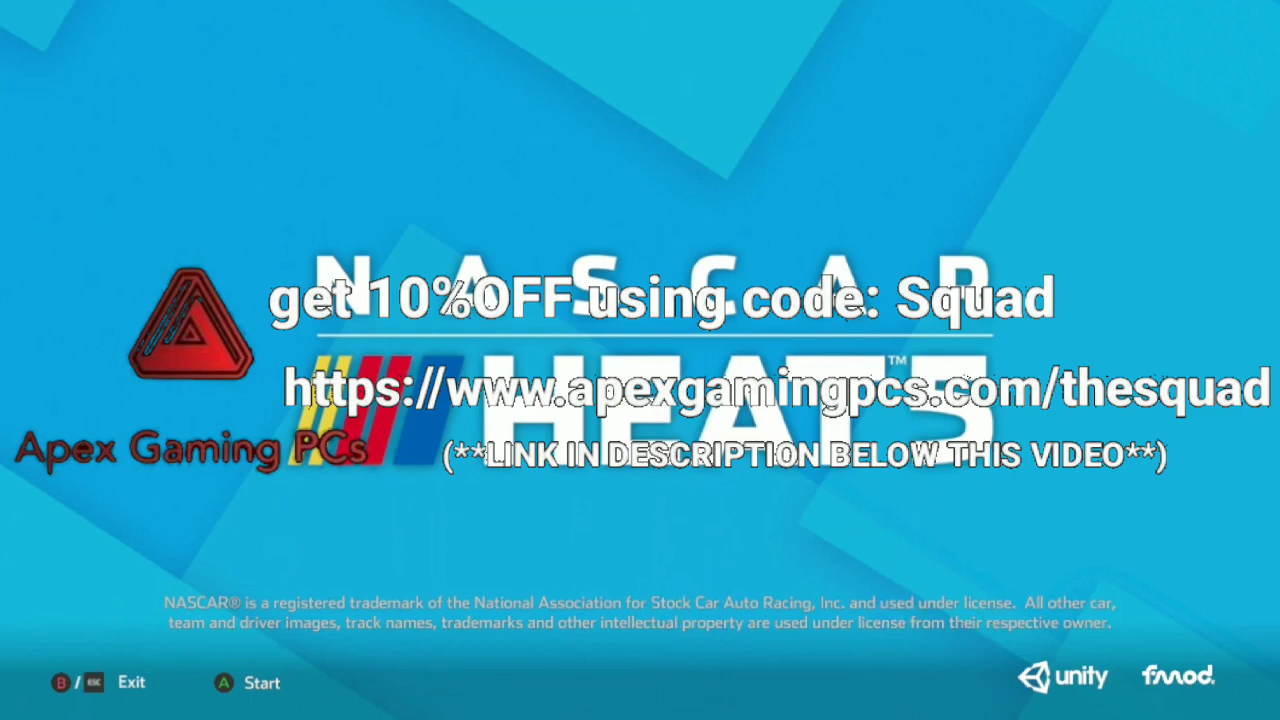 NASCAR
get 10%OFF using code: Squad
HEAT 5™
https://www.apexgamingpcs.com/thesquad
Apex Gaming PCs
(**LINK IN DESCRIPTION BELOW THIS VIDEO**)
NASCAR® is a registered trademark of the National Association for Stock Car Auto Racing, Inc. and used under license. All other car,
team and driver images, track names, trademarks and other intellectual property are used under license from their respective owner.
B / ESC Exit A Start
unity fmod.